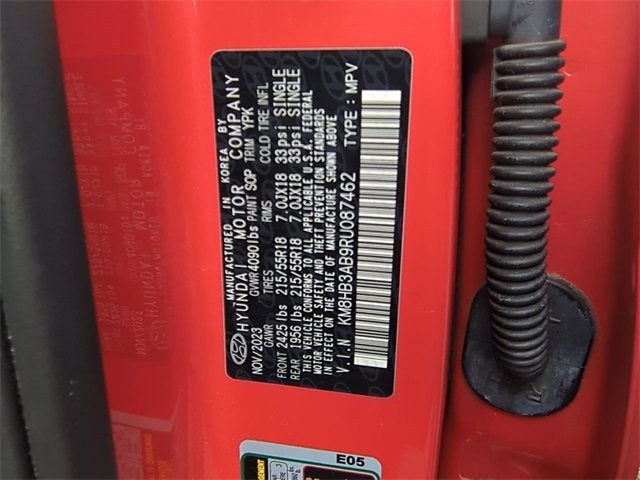 MANUFACTURED IN KOREA BY
HYUNDAI MOTOR COMPANY
NOV/2023 GVWR 4090lbs PAINT SOP TRIM YPK
GAWR TIRES RIMS COLD TIRE INFL
FRONT 2425 lbs 215/55R18 7.0JX18 33psi SINGLE
REAR 1956 lbs 215/55R18 7.0JX18 33psi SINGLE
THIS VEHICLE CONFORMS TO ALL APPLICABLE U.S.A. FEDERAL
MOTOR VEHICLE SAFETY AND THEFT PREVENTION STANDARDS
IN EFFECT ON THE DATE OF MANUFACTURE SHOWN ABOVE
V.I.N KM8HB3AB9RU087462 TYPE : MPV
E05